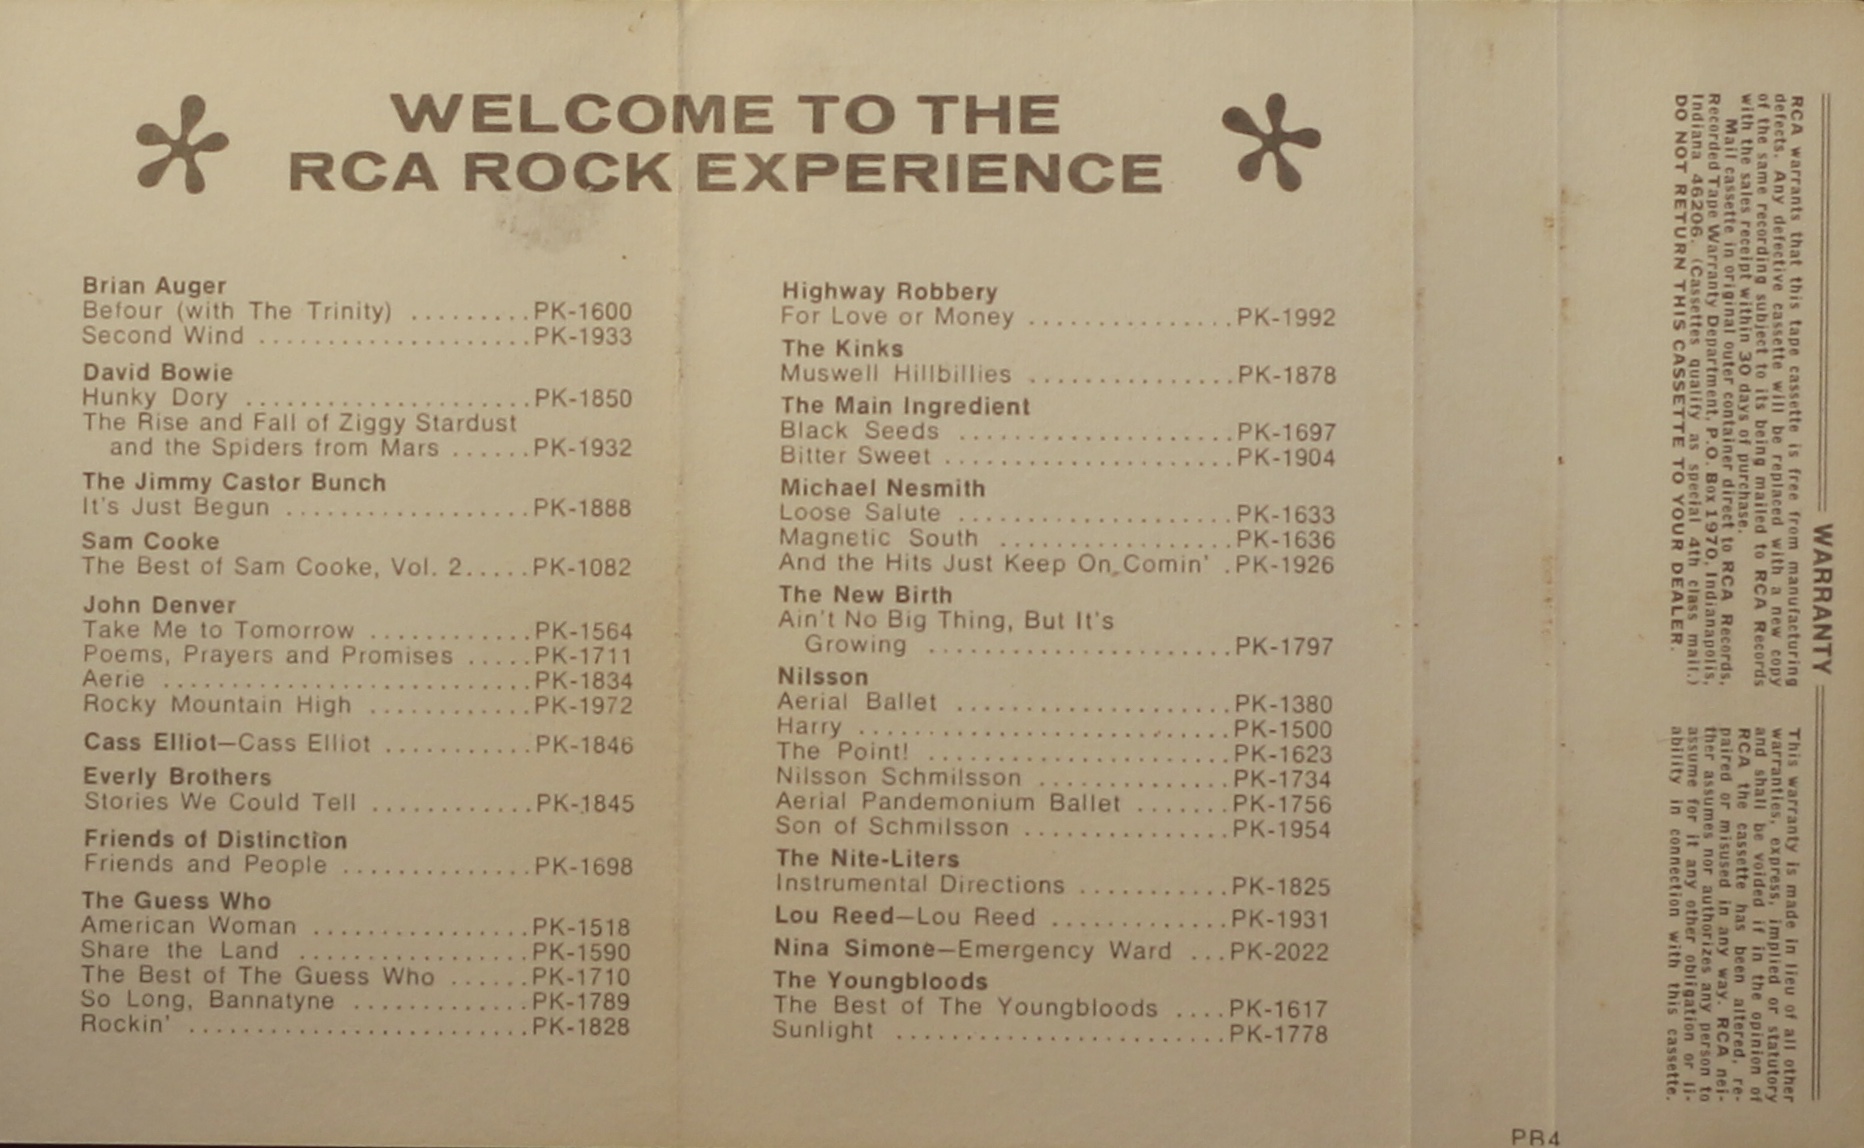 WELCOME TO THE
RCA ROCK EXPERIENCE
Brian Auger
Befour (with The Trinity) .........PK-1600
Second Wind .....................PK-1933
David Bowie
Hunky Dory ......................PK-1850
The Rise and Fall of Ziggy Stardust
and the Spiders from Mars ......PK-1932
The Jimmy Castor Bunch
It's Just Begun ...................PK-1888
Sam Cooke
The Best of Sam Cooke, Vol. 2.....PK-1082
John Denver
Take Me to Tomorrow ............PK-1564
Poems, Prayers and Promises .....PK-1711
Aerie ............................PK-1834
Rocky Mountain High ............PK-1972
Cass Elliot—Cass Elliot ...........PK-1846
Everly Brothers
Stories We Could Tell ............PK-1845
Friends of Distinction
Friends and People ..............PK-1698
The Guess Who
American Woman ................PK-1518
Share the Land .................PK-1590
The Best of The Guess Who ......PK-1710
So Long, Bannatyne .............PK-1789
Rockin' .........................PK-1828
Highway Robbery
For Love or Money ...............PK-1992
The Kinks
Muswell Hillbillies ...............PK-1878
The Main Ingredient
Black Seeds ....................PK-1697
Bitter Sweet .....................PK-1904
Michael Nesmith
Loose Salute ....................PK-1633
Magnetic South .................PK-1636
And the Hits Just Keep On Comin' .PK-1926
The New Birth
Ain't No Big Thing, But It's
Growing ......................PK-1797
Nilsson
Aerial Ballet ....................PK-1380
Harry ...........................PK-1500
The Point! ......................PK-1623
Nilsson Schmilsson ..............PK-1734
Aerial Pandemonium Ballet .......PK-1756
Son of Schmilsson ...............PK-1954
The Nite-Liters
Instrumental Directions ...........PK-1825
Lou Reed—Lou Reed .............PK-1931
Nina Simone—Emergency Ward ...PK-2022
The Youngbloods
The Best of The Youngbloods ....PK-1617
Sunlight ........................PK-1778
WARRANTY
RCA warrants that this tape cassette is free from manufacturing
defects. Any defective cassette will be replaced with a new copy
of the same recording subject to its being mailed to RCA Records
with the sales receipt within 30 days of purchase.
Mail cassette in original outer container direct to RCA Records,
Recorded Tape Warranty Department, P.O. Box 1970, Indianapolis,
Indiana 46206. (Cassettes qualify as special 4th class mail.)
DO NOT RETURN THIS CASSETTE TO YOUR DEALER.
This warranty is made in lieu of all other
warranties, express, implied or statutory
and shall be voided if in the opinion of
RCA the cassette has been altered, re-
paired or misused in any way. RCA nei-
ther assumes nor authorizes any person to
assume for it any other obligation or li-
ability in connection with this cassette.
PR4